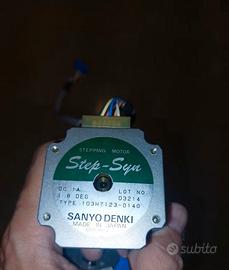 STEPPING MOTOR
Step-Syn
DC 1A LOT NO.
1.8 DEG 03214
TYPE 103H7123-0140
SANYO DENKI
MADE IN JAPAN
subito